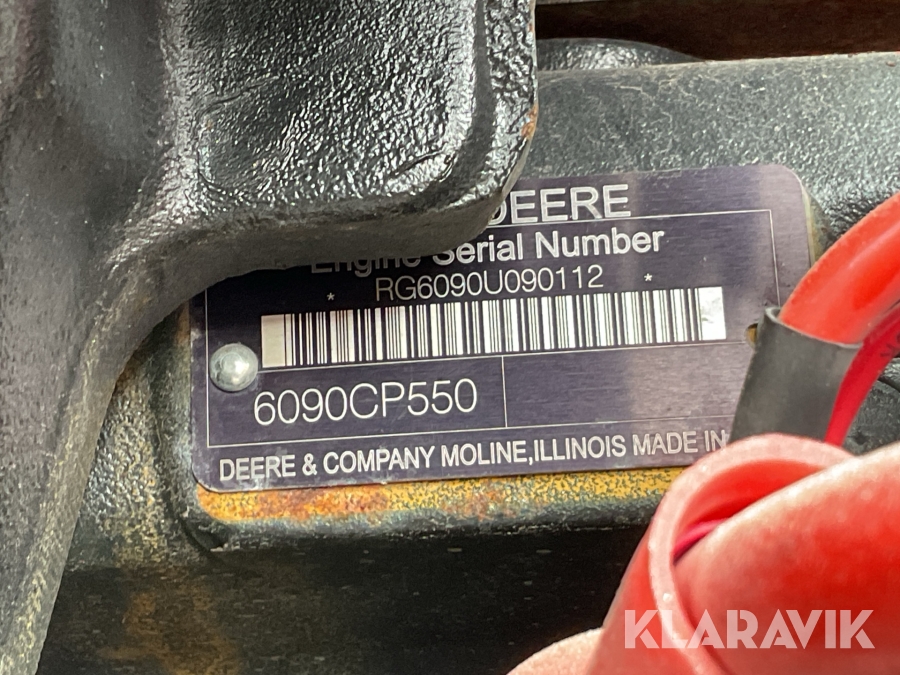 DEERE
Engine Serial Number
* RG6090U090112 *
6090CP550
DEERE & COMPANY MOLINE, ILLINOIS MADE IN
KLARAVIK